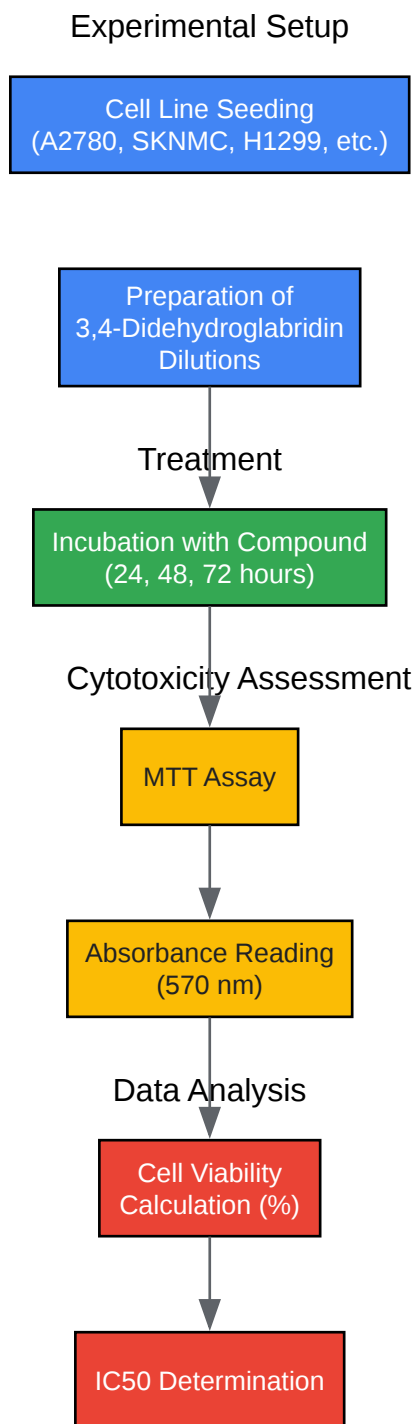 Experimental Setup
Cell Line Seeding
(A2780, SKNMC, H1299, etc.)
Preparation of
3,4-Didehydroglabridin
Dilutions
Treatment
Incubation with Compound
(24, 48, 72 hours)
Cytotoxicity Assessment
MTT Assay
Absorbance Reading
(570 nm)
Data Analysis
Cell Viability
Calculation (%)
IC50 Determination